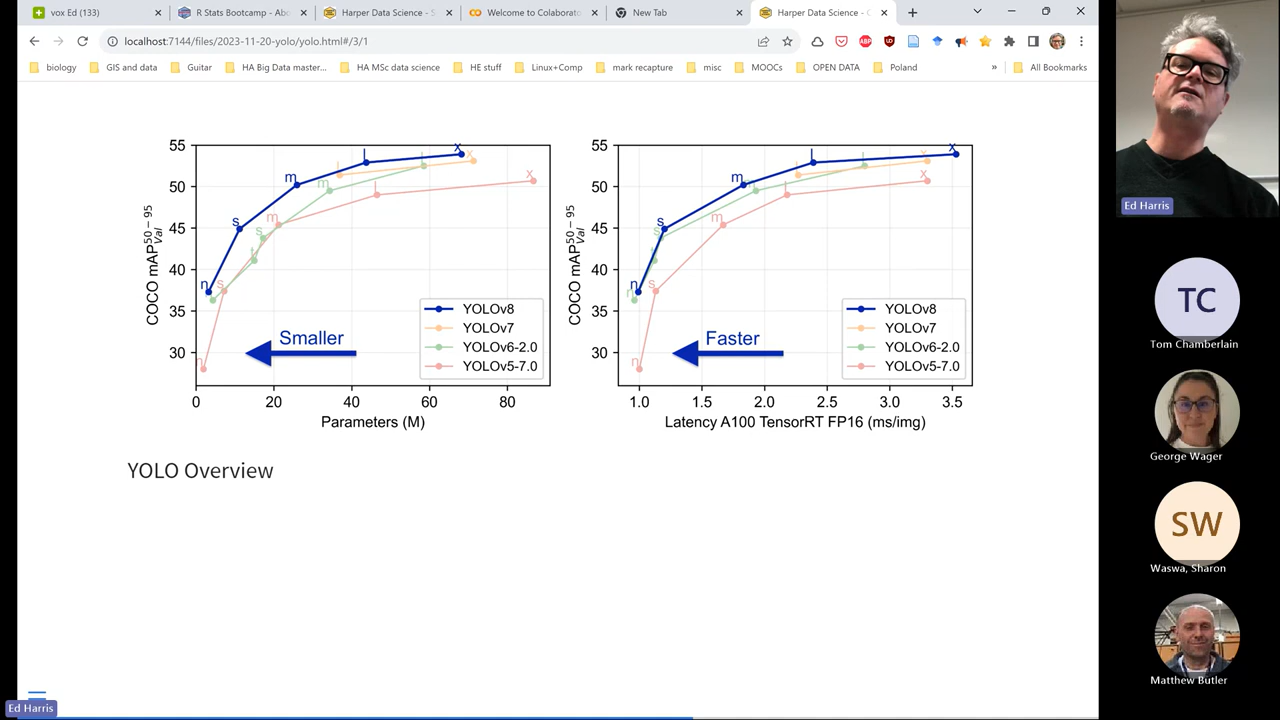 vox Ed (133)
R Stats Bootcamp - Abo
Harper Data Science - S
Welcome to Colaborato
New Tab
Harper Data Science - C
localhost:7144/files/2023-11-20-yolo/yolo.html#/3/1
biology
GIS and data
Guitar
HA Big Data master...
HA MSc data science
HE stuff
Linux+Comp
mark recapture
misc
MOOCs
OPEN DATA
Poland
»
All Bookmarks
COCO mAP 50-95 Val
55
50
45
40
35
30
n
s
m
l
x
Smaller
YOLOv8
YOLOv7
YOLOv6-2.0
YOLOv5-7.0
0 20 40 60 80
Parameters (M)
COCO mAP 50-95 Val
55
50
45
40
35
30
n
s
m
l
x
Faster
YOLOv8
YOLOv7
YOLOv6-2.0
YOLOv5-7.0
1.0 1.5 2.0 2.5 3.0 3.5
Latency A100 TensorRT FP16 (ms/img)
YOLO Overview
Ed Harris
Ed Harris
TC
Tom Chamberlain
George Wager
SW
Waswa, Sharon
Matthew Butler